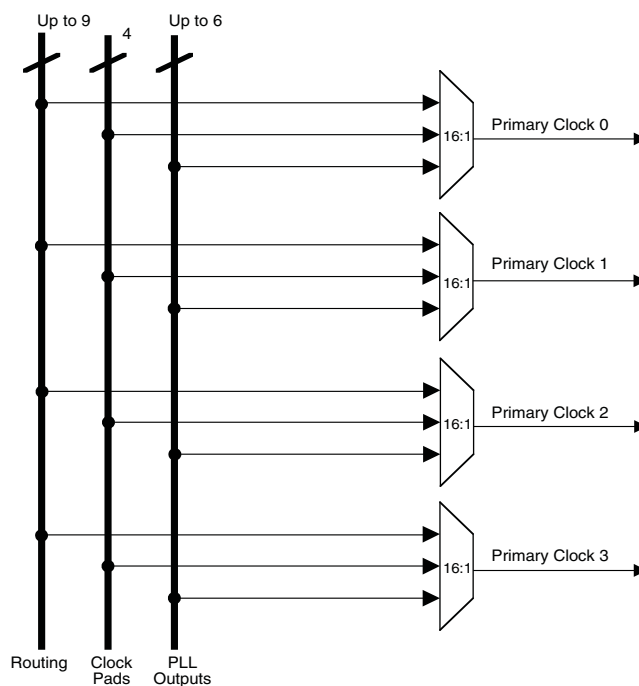 Up to 9
4
Up to 6
16:1
Primary Clock 0
16:1
Primary Clock 1
16:1
Primary Clock 2
16:1
Primary Clock 3
Routing
Clock
Pads
PLL
Outputs